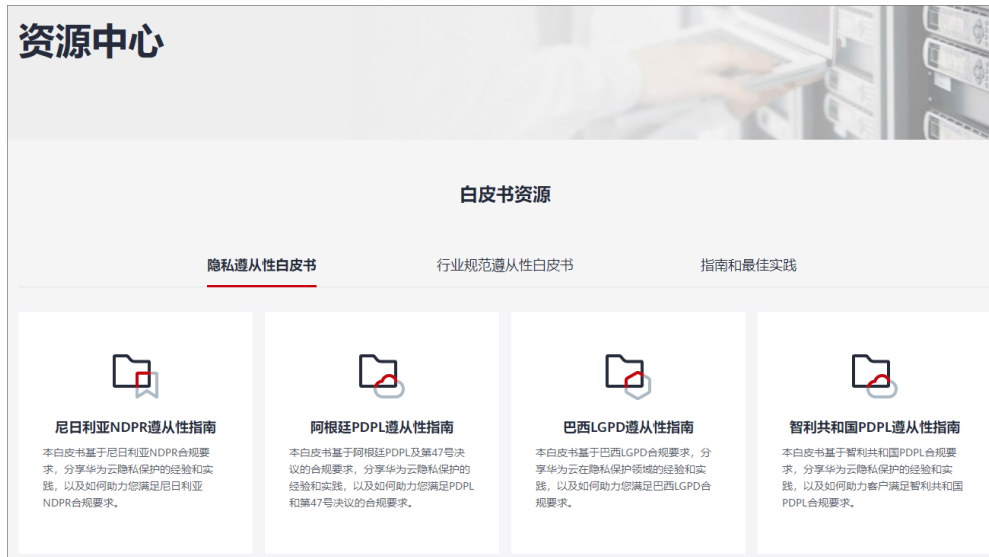 资源中心
白皮书资源
隐私遵从性白皮书
行业规范遵从性白皮书
指南和最佳实践
尼日利亚NDPR遵从性指南
本白皮书基于尼日利亚NDPR合规要
求，分享华为云隐私保护的经验和实
践，以及如何助力您满足尼日利亚
NDPR合规要求。
阿根廷PDPL遵从性指南
本白皮书基于阿根廷PDPL及第47号决
议的合规要求，分享华为云隐私保护的
经验和实践，以及如何助力您满足PDPL
和第47号决议的合规要求。
巴西LGPD遵从性指南
本白皮书基于巴西LGPD合规要求，分
享华为云在隐私保护领域的经验和实
践，以及如何助力您满足巴西LGPD合
规要求。
智利共和国PDPL遵从性指南
本白皮书基于智利共和国PDPL合规要
求，分享华为云隐私保护的经验和实
践，以及如何助力客户满足智利共和国
PDPL合规要求。